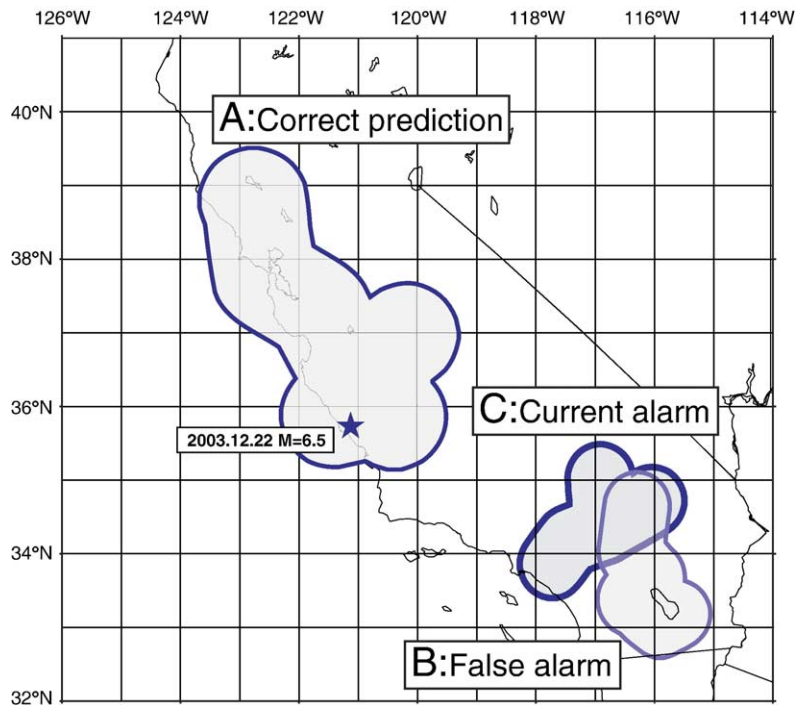 126°W 124°W 122°W 120°W 118°W 116°W 114°W
40°N
A:Correct prediction
38°N
36°N
C:Current alarm
2003.12.22 M=6.5
34°N
B:False alarm
32°N